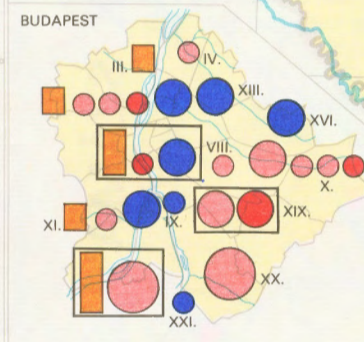 BUDAPEST
III.
IV.
XIII.
XVI.
VIII.
X.
XI.
IX.
XIX.
XX.
XXI.